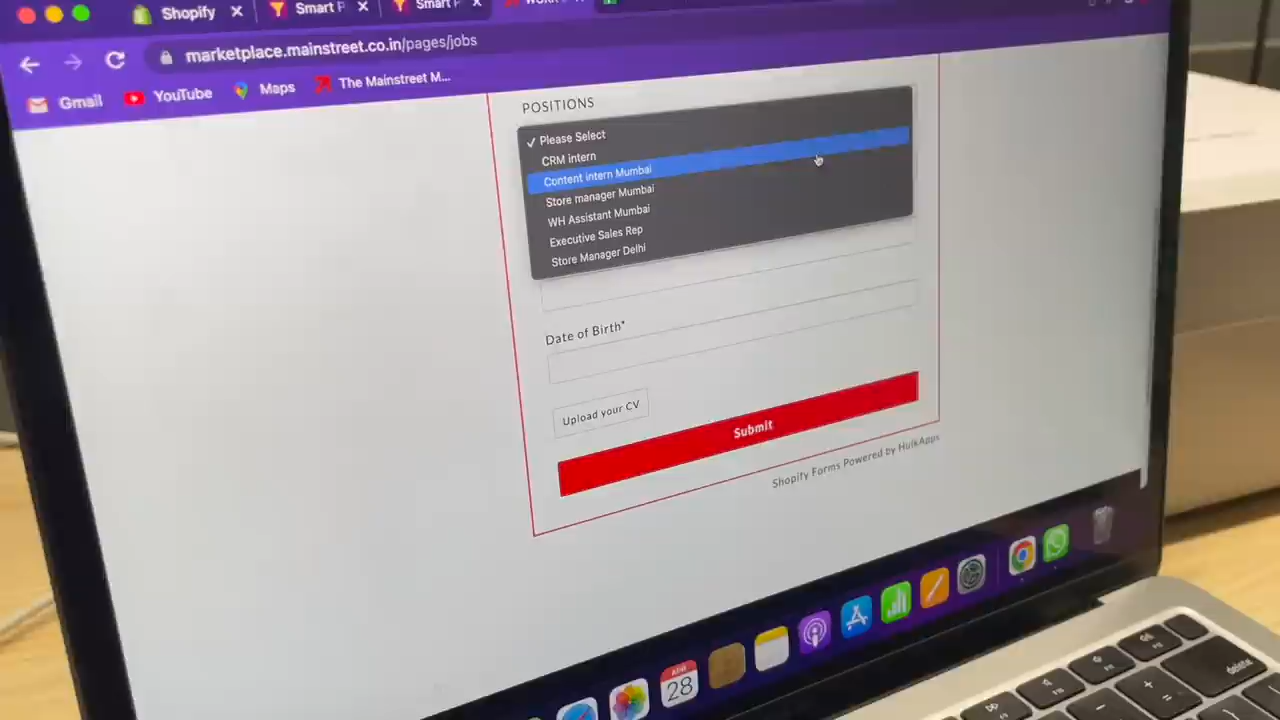 Shopify
Smart F
Smart F
marketplace.mainstreet.co.in/pages/jobs
Gmail
YouTube
Maps
The Mainstreet M...
POSITIONS
✓ Please Select
CRM intern
Content intern Mumbai
Store manager Mumbai
WH Assistant Mumbai
Executive Sales Rep
Store Manager Delhi
Date of Birth*
Upload your CV
Submit
Shopify Forms Powered by HulkApps
28
delete